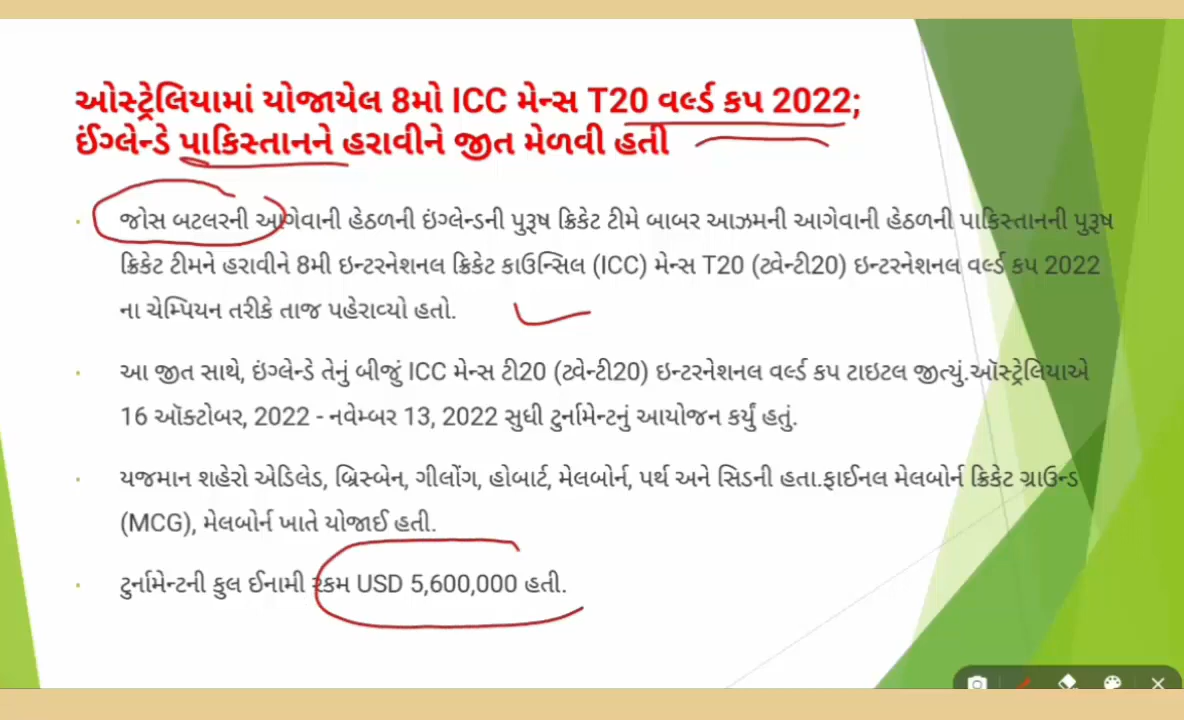 ઓસ્ટ્રેલિયામાં યોજાયેલ 8મો ICC મેન્સ T20 વર્લ્ડ કપ 2022;
ઈંગ્લેન્ડે પાકિસ્તાનને હરાવીને જીત મેળવી હતી
જોસ બટલરની આગેવાની હેઠળની ઇંગ્લેન્ડની પુરૂષ ક્રિકેટ ટીમે બાબર આઝમની આગેવાની હેઠળની પાકિસ્તાનની પુરૂષ
ક્રિકેટ ટીમને હરાવીને 8મી ઇન્ટરનેશનલ ક્રિકેટ કાઉન્સિલ (ICC) મેન્સ T20 (ટ્વેન્ટી20) ઇન્ટરનેશનલ વર્લ્ડ કપ 2022
ના ચેમ્પિયન તરીકે તાજ પહેરાવ્યો હતો.
આ જીત સાથે, ઇંગ્લેન્ડે તેનું બીજું ICC મેન્સ ટી20 (ટ્વેન્ટી20) ઇન્ટરનેશનલ વર્લ્ડ કપ ટાઇટલ જીત્યું.ઑસ્ટ્રેલિયાએ
16 ઑક્ટોબર, 2022 - નવેમ્બર 13, 2022 સુધી ટુર્નામેન્ટનું આયોજન કર્યું હતું.
યજમાન શહેરો એડિલેડ, બ્રિસ્બેન, ગીલોંગ, હોબાર્ટ, મેલબોર્ન, પર્થ અને સિડની હતા.ફાઈનલ મેલબોર્ન ક્રિકેટ ગ્રાઉન્ડ
(MCG), મેલબોર્ન ખાતે યોજાઈ હતી.
ટુર્નામેન્ટની કુલ ઈનામી રકમ USD 5,600,000 હતી.